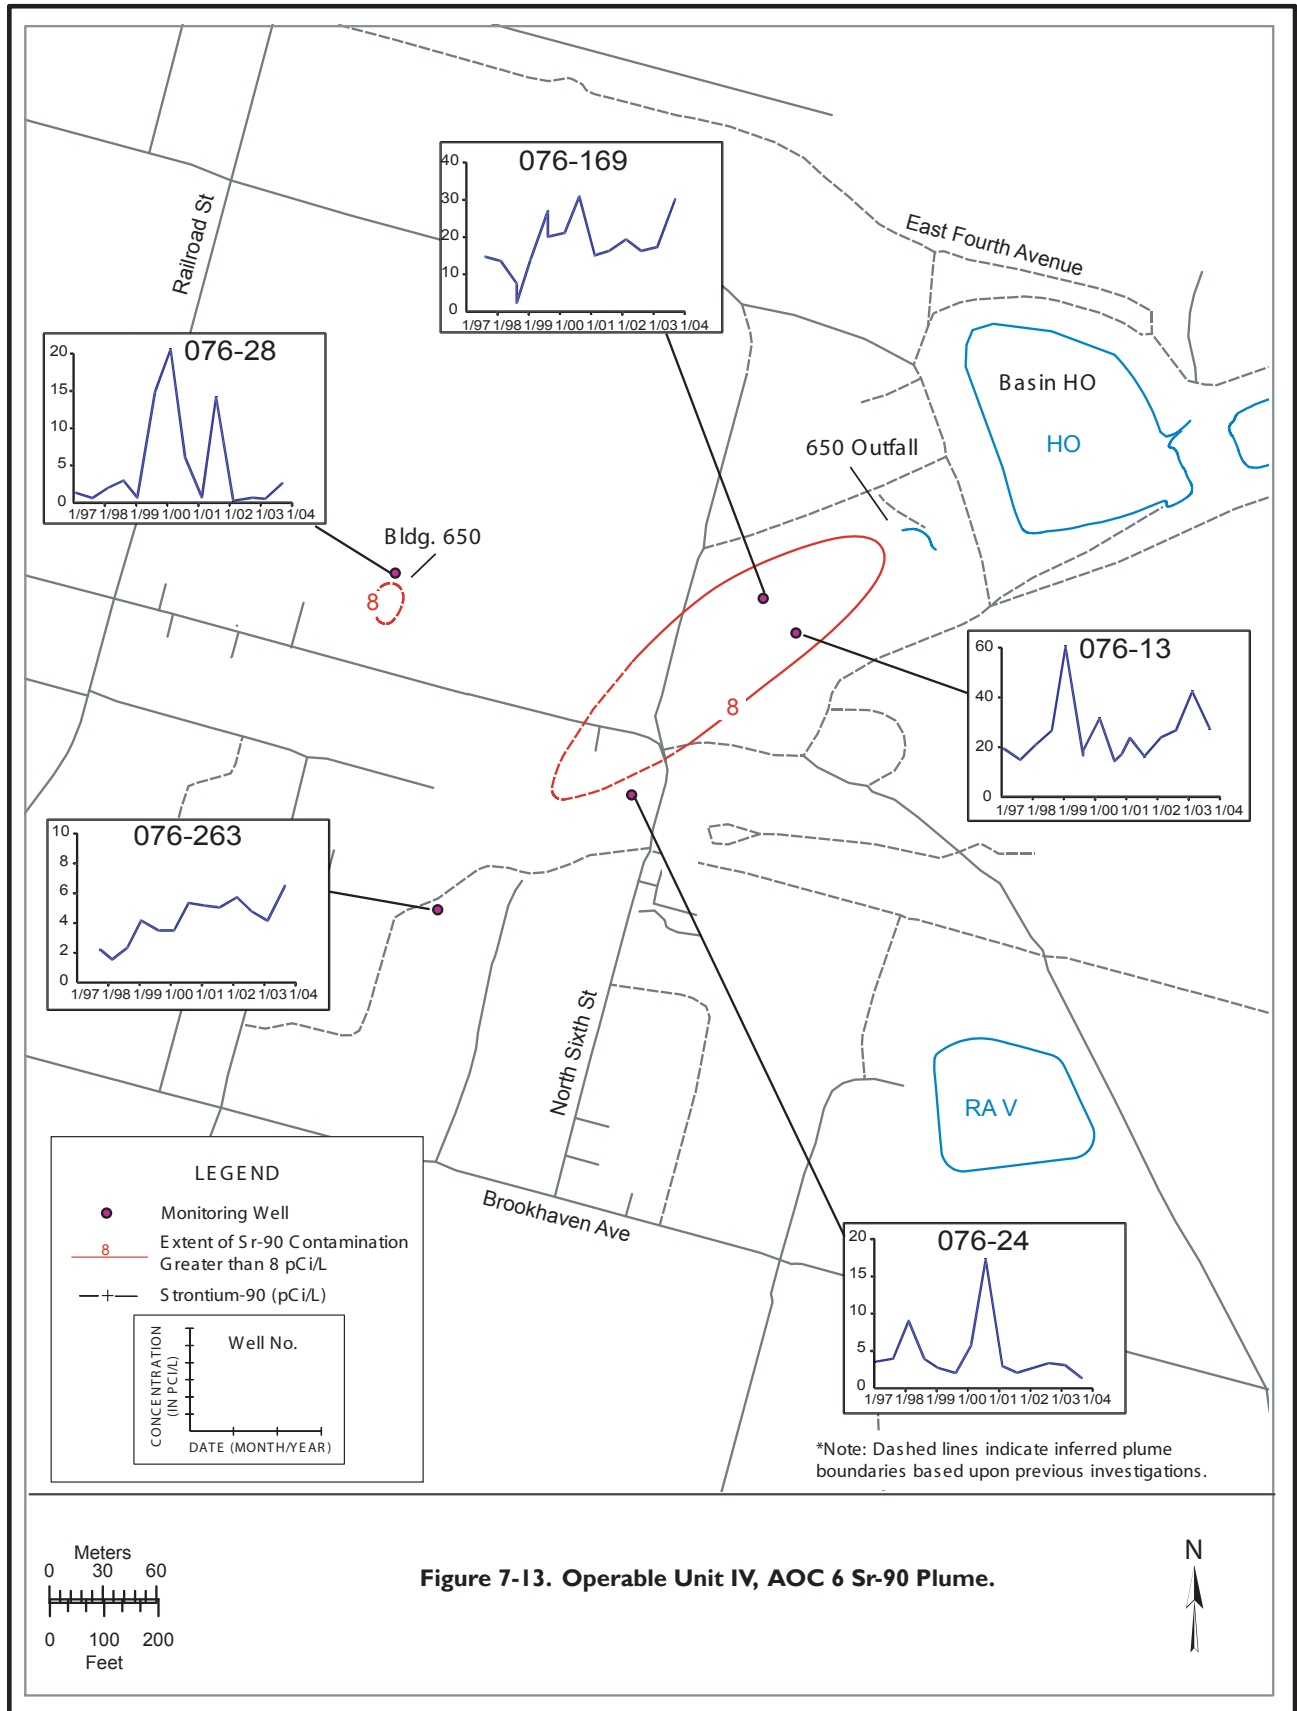 076-169
40
30
20
10
0
1/97 1/98 1/99 1/00 1/01 1/02 1/03 1/04
Railroad St
East Fourth Avenue
076-28
20
15
10
5
0
1/97 1/98 1/99 1/00 1/01 1/02 1/03 1/04
Basin HO
HO
650 Outfall
Bldg. 650
8
8
076-13
60
40
20
0
1/97 1/98 1/99 1/00 1/01 1/02 1/03 1/04
076-263
10
8
6
4
2
0
1/97 1/98 1/99 1/00 1/01 1/02 1/03 1/04
North Sixth St
RA V
Brookhaven Ave
076-24
20
15
10
5
0
1/97 1/98 1/99 1/00 1/01 1/02 1/03 1/04
LEGEND
Monitoring Well
8
Extent of Sr-90 Contamination
Greater than 8 pCi/L
Strontium-90 (pCi/L)
Well No.
CONCENTRATION
(IN PCI/L)
DATE (MONTH/YEAR)
*Note: Dashed lines indicate inferred plume
boundaries based upon previous investigations.
Meters
0 30 60
0 100 200
Feet
Figure 7-13. Operable Unit IV, AOC 6 Sr-90 Plume.
N